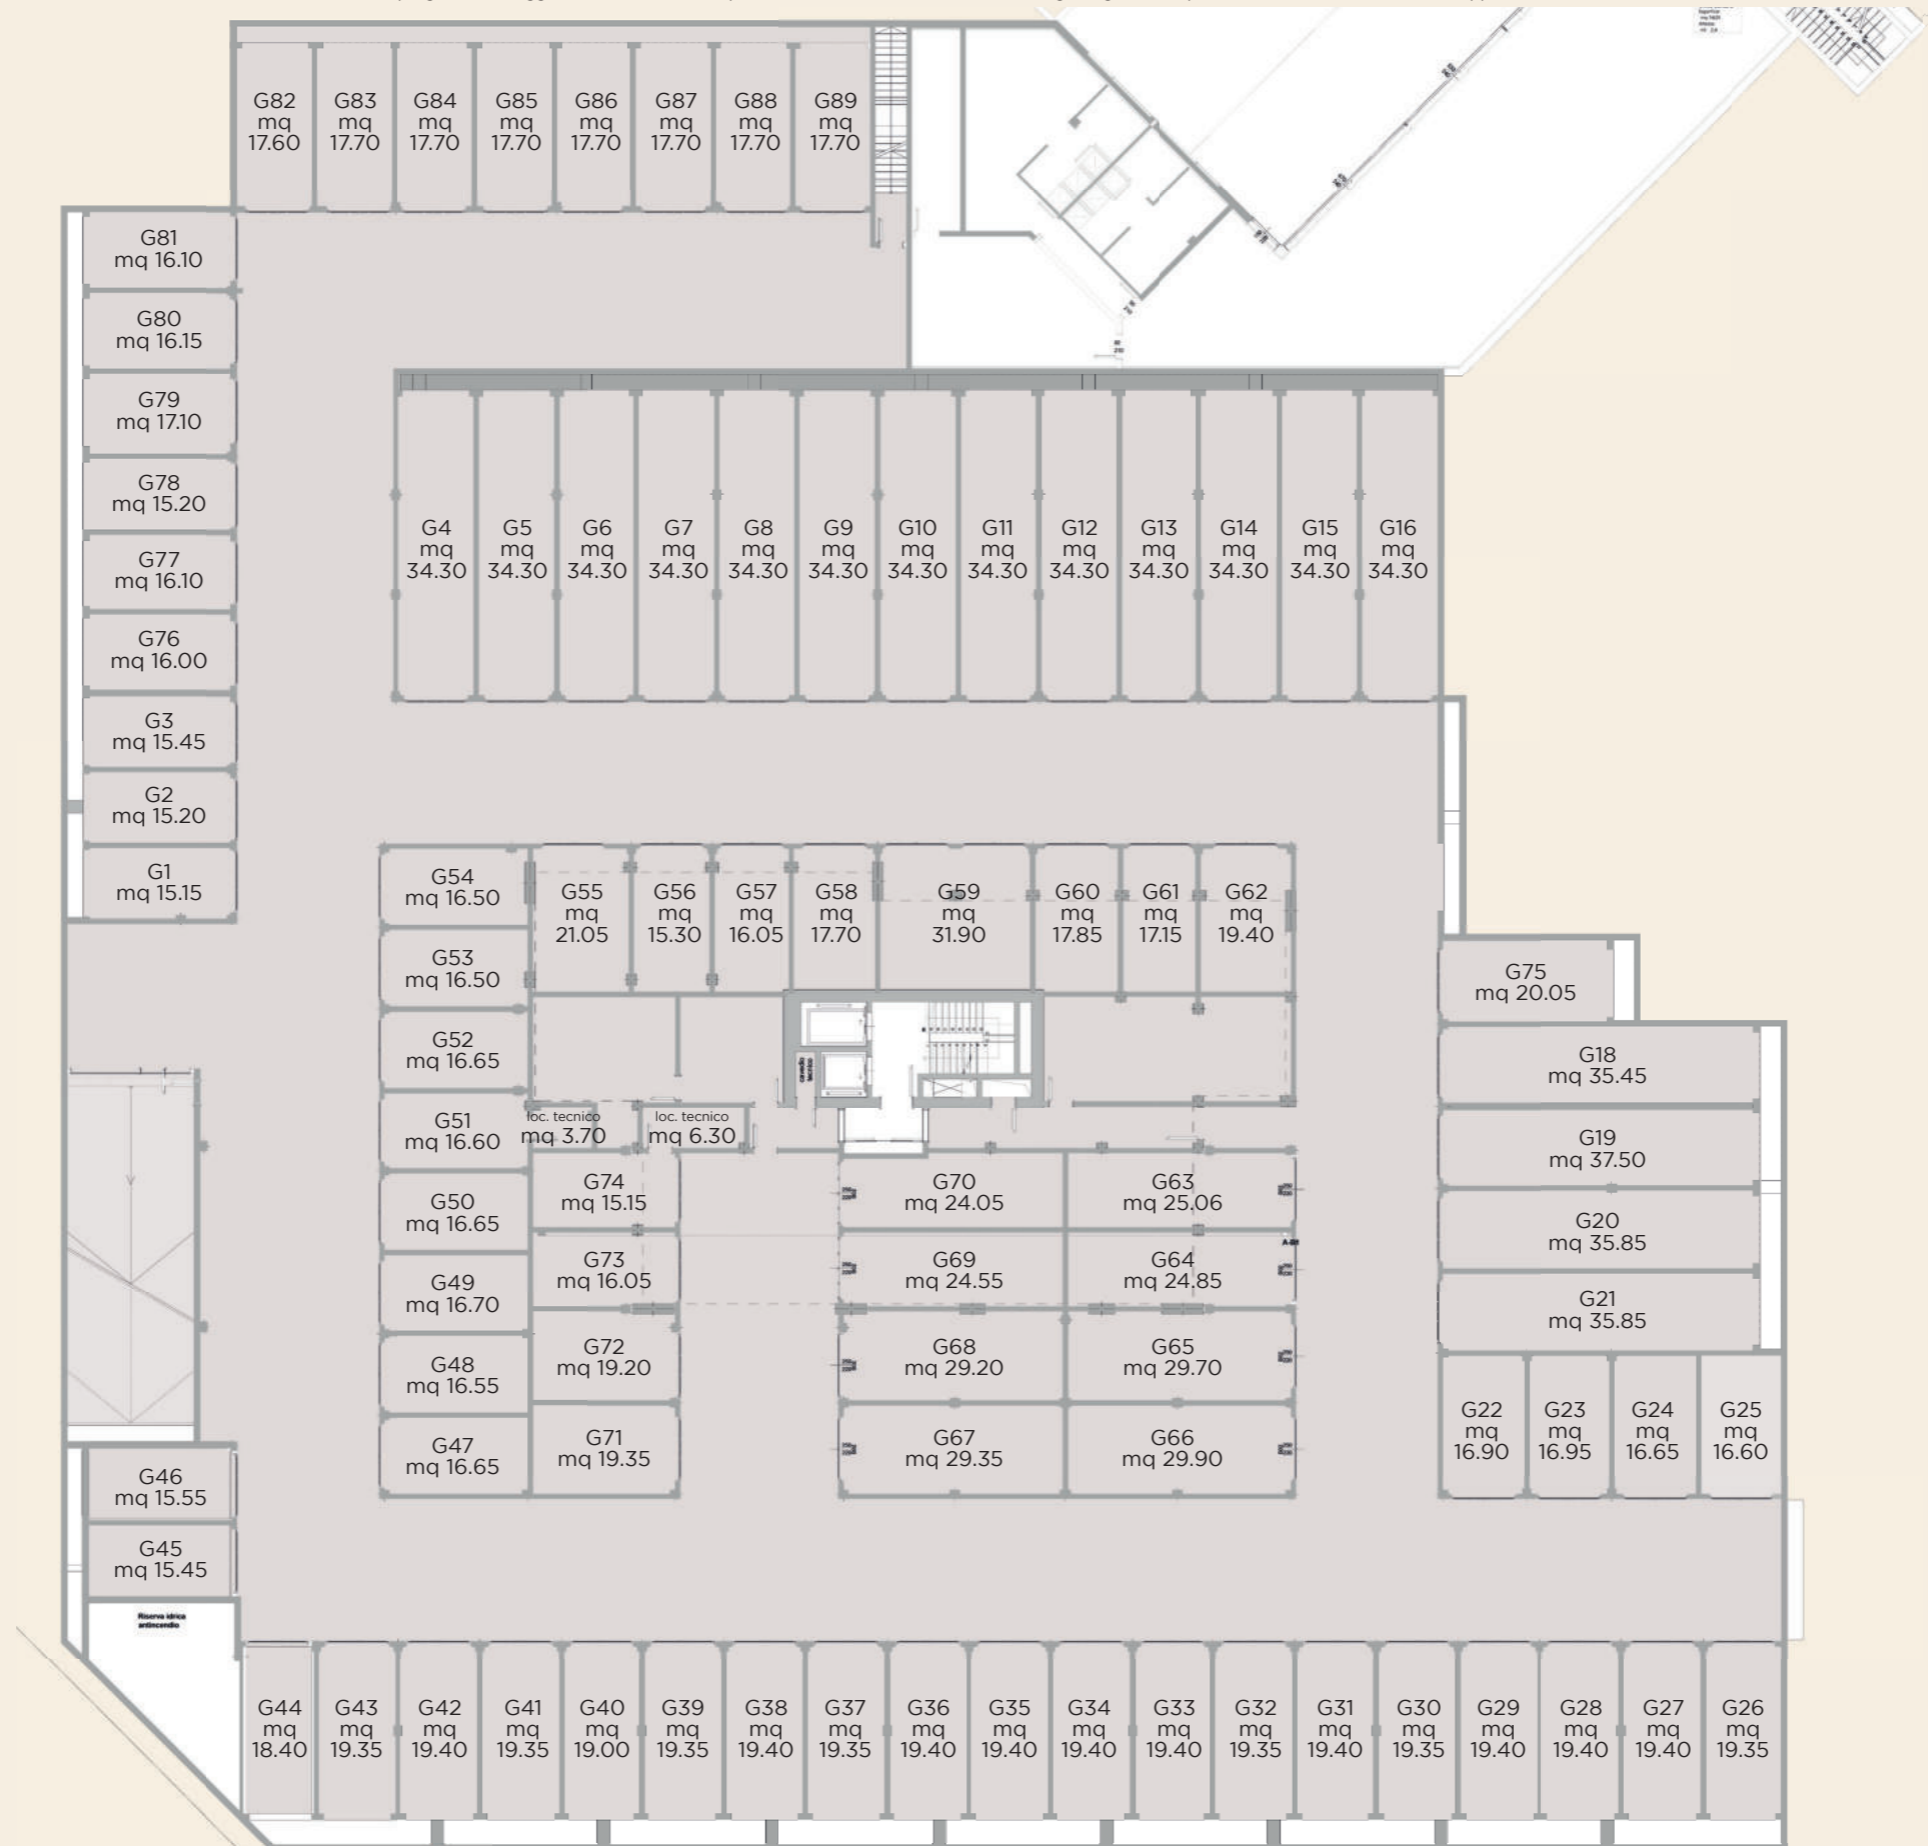 G82
mq
17.60
G83
mq
17.70
G84
mq
17.70
G85
mq
17.70
G86
mq
17.70
G87
mq
17.70
G88
mq
17.70
G89
mq
17.70
G81
mq 16.10
G80
mq 16.15
G79
mq 17.10
G78
mq 15.20
G77
mq 16.10
G76
mq 16.00
G3
mq 15.45
G2
mq 15.20
G1
mq 15.15
G4
mq
34.30
G5
mq
34.30
G6
mq
34.30
G7
mq
34.30
G8
mq
34.30
G9
mq
34.30
G10
mq
34.30
G11
mq
34.30
G12
mq
34.30
G13
mq
34.30
G14
mq
34.30
G15
mq
34.30
G16
mq
34.30
G54
mq 16.50
G53
mq 16.50
G52
mq 16.65
G51
mq 16.60
G50
mq 16.65
G49
mq 16.70
G48
mq 16.55
G47
mq 16.65
G55
mq
21.05
G56
mq
15.30
G57
mq
16.05
G58
mq
17.70
G59
mq
31.90
G60
mq
17.85
G61
mq
17.15
G62
mq
19.40
cavedio
tecnico
loc. tecnico
mq 3.70
loc. tecnico
mq 6.30
G74
mq 15.15
G73
mq 16.05
G72
mq 19.20
G71
mq 19.35
G70
mq 24.05
G69
mq 24.55
G68
mq 29.20
G67
mq 29.35
G63
mq 25.06
G64
mq 24.85
G65
mq 29.70
G66
mq 29.90
G75
mq 20.05
G18
mq 35.45
G19
mq 37.50
G20
mq 35.85
G21
mq 35.85
G22
mq
16.90
G23
mq
16.95
G24
mq
16.65
G25
mq
16.60
G46
mq 15.55
G45
mq 15.45
Riserva idrica
antincendio
G44
mq
18.40
G43
mq
19.35
G42
mq
19.40
G41
mq
19.35
G40
mq
19.00
G39
mq
19.35
G38
mq
19.40
G37
mq
19.35
G36
mq
19.40
G35
mq
19.40
G34
mq
19.40
G33
mq
19.40
G32
mq
19.35
G31
mq
19.40
G30
mq
19.35
G29
mq
19.40
G28
mq
19.40
G27
mq
19.40
G26
mq
19.35